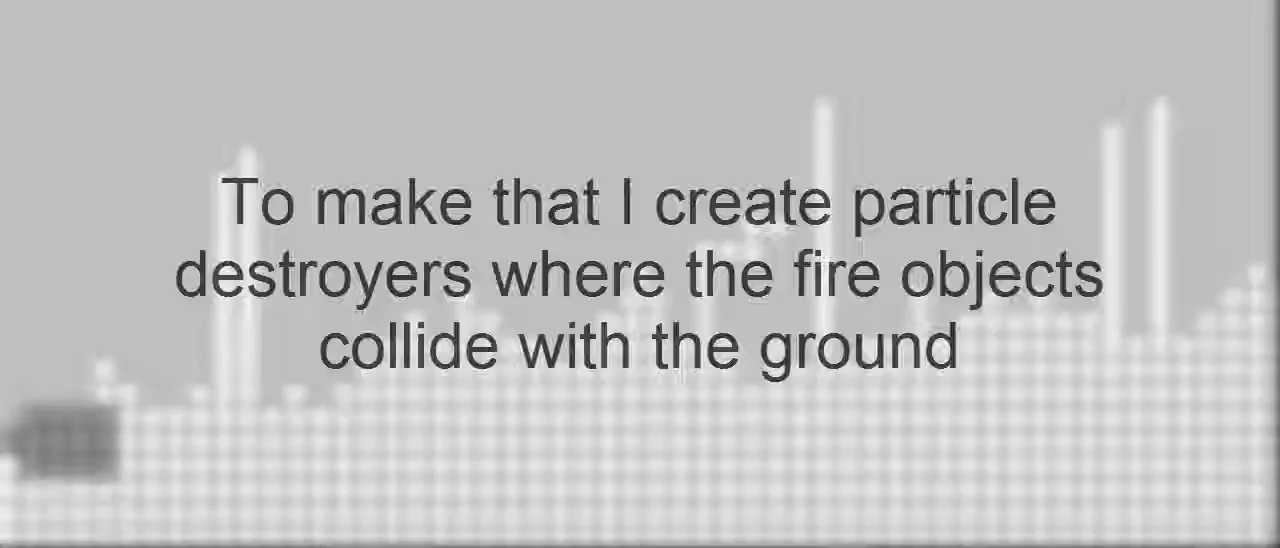 To make that I create particle
destroyers where the fire objects
collide with the ground